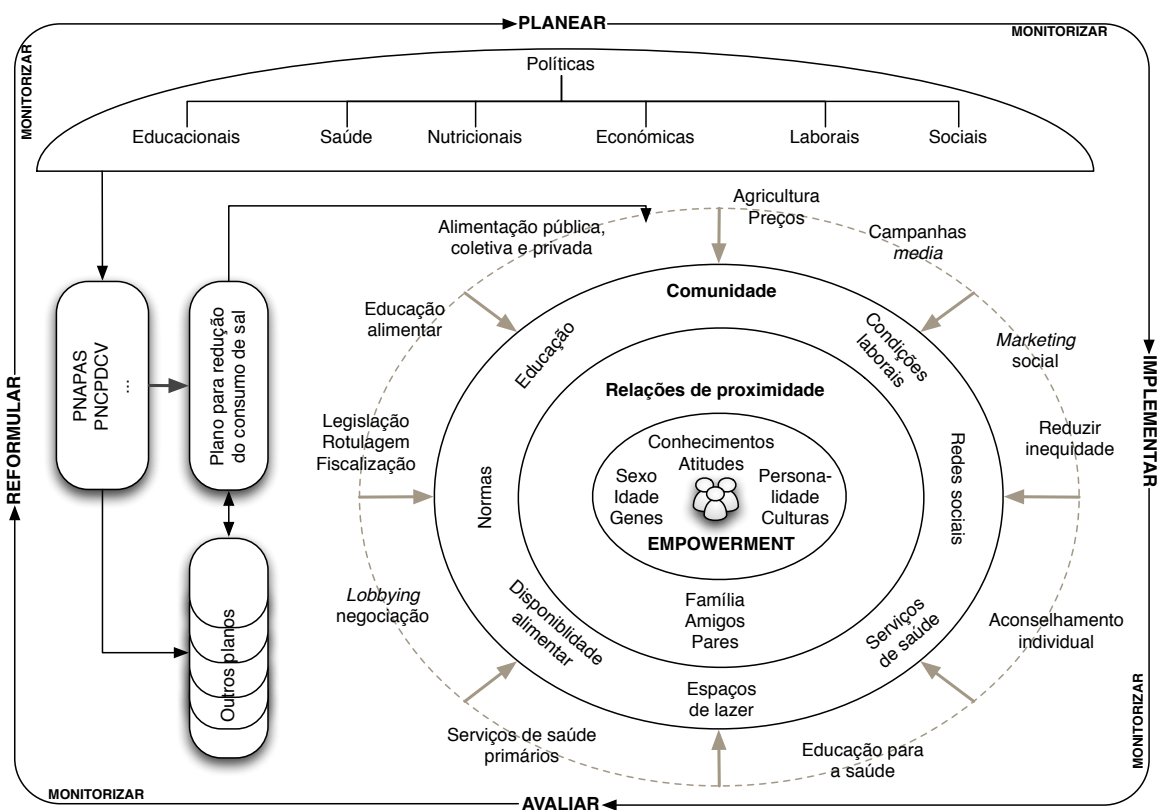 PLANEAR
MONITORIZAR
MONITORIZAR
Políticas
Educacionais
Saúde
Nutricionais
Económicas
Laborais
Sociais
Agricultura
Preços
Alimentação pública,
coletiva e privada
Campanhas
media
Educação
alimentar
Marketing
social
Legislação
Rotulagem
Fiscalização
Reduzir
inequidade
Lobbying
negociação
Aconselhamento
individual
Serviços de saúde
primários
Educação para
a saúde
PNAPAS
PNCPDCV
...
Plano para redução
do consumo de sal
Outros planos
Comunidade
Educação
Condições
laborais
Normas
Redes sociais
Disponiblidade
alimentar
Serviços
de saúde
Espaços
de lazer
Relações de proximidade
Família
Amigos
Pares
Conhecimentos
Atitudes
Sexo
Idade
Genes
Persona-
lidade
Culturas
EMPOWERMENT
REFORMULAR
IMPLEMENTAR
MONITORIZAR
MONITORIZAR
AVALIAR